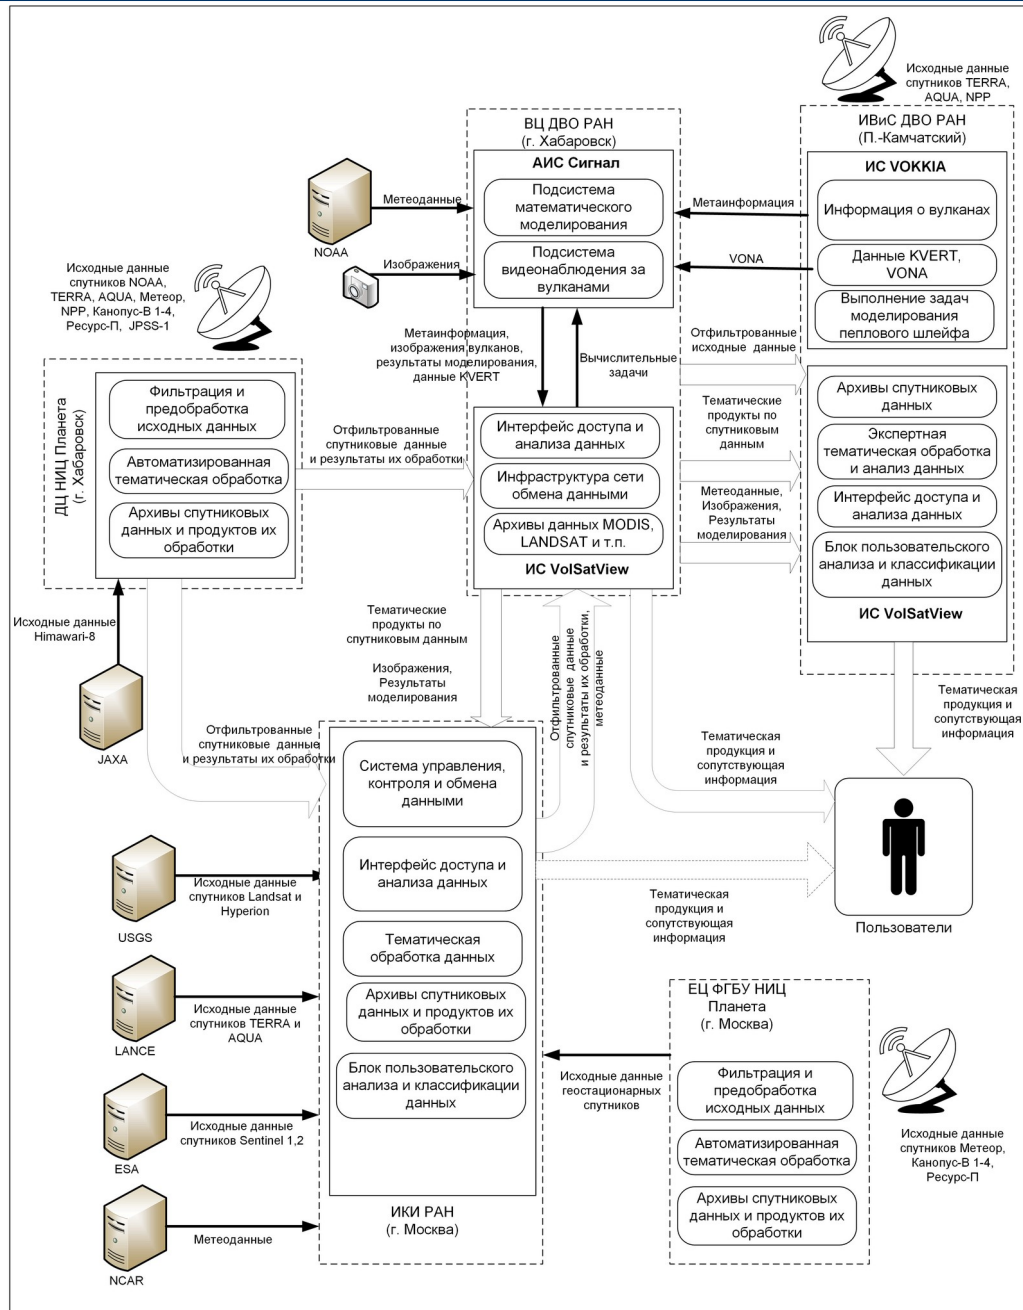 Исходные данные
спутников TERRA,
AQUA, NPP
ВЦ ДВО РАН
(г. Хабаровск)
АИС Сигнал
Подсистема
математического
моделирования
Подсистема
видеонаблюдения за
вулканами
ИВиС ДВО РАН
(П.-Камчатский)
ИС VOKKIA
Информация о вулканах
Данные KVERT,
VONA
Выполнение задач
моделирования
пеплового шлейфа
Метеоданные
NOAA
Изображения
Метаинформация
VONA
Исходные данные
спутников NOAA,
TERRA, AQUA, Метеор,
NPP, Канопус-В 1-4,
Ресурс-П, JPSS-1
Метаинформация,
изображения вулканов,
результаты моделирования,
данные KVERT
Вычислительные
задачи
Отфильтрованные
исходные данные
ДЦ НИЦ Планета
(г. Хабаровск)
Фильтрация и
предобработка
исходных данных
Автоматизированная
тематическая обработка
Архивы спутниковых
данных и продуктов их
обработки
Отфильтрованные
спутниковые данные
и результаты их обработки
Интерфейс доступа и
анализа данных
Инфраструктура сети
обмена данными
Архивы данных MODIS,
LANDSAT и т.п.
ИС VolSatView
Тематические
продукты по
спутниковым
данным
Метеоданные,
Изображения,
Результаты
моделирования
Архивы спутниковых
данных
Экспертная
тематическая обработка
и анализ данных
Интерфейс доступа и
анализа данных
Блок пользовательского
анализа и классификации
данных
ИС VolSatView
Исходные данные
Himawari-8
JAXA
Тематические
продукты по
спутниковым данным
Изображения,
Результаты
моделирования
Отфильтрованные
спутниковые данные
и результаты их обработки,
метеоданные
Тематическая
продукция и
сопутствующая
информация
Отфильтрованные
спутниковые данные
и результаты их обработки
Тематическая
продукция и
сопутствующая
информация
Система управления,
контроля и обмена
данными
Интерфейс доступа и
анализа данных
Тематическая
обработка данных
Архивы спутниковых
данных и продуктов их
обработки
Блок пользовательского
анализа и классификации
данных
ИКИ РАН
(г. Москва)
Исходные данные
спутников Landsat и
Hyperion
USGS
Исходные данные
спутников TERRA и
AQUA
LANCE
Исходные данные
спутников Sentinel 1,2
ESA
Метеоданные
NCAR
Тематическая
продукция и
сопутствующая
информация
Пользователи
Исходные данные
геостационарных
спутников
ЕЦ ФГБУ НИЦ
Планета
(г. Москва)
Фильтрация и
предобработка
исходных данных
Автоматизированная
тематическая обработка
Архивы спутниковых
данных и продуктов их
обработки
Исходные данные
спутников Метеор,
Канопус-В 1-4,
Ресурс-П